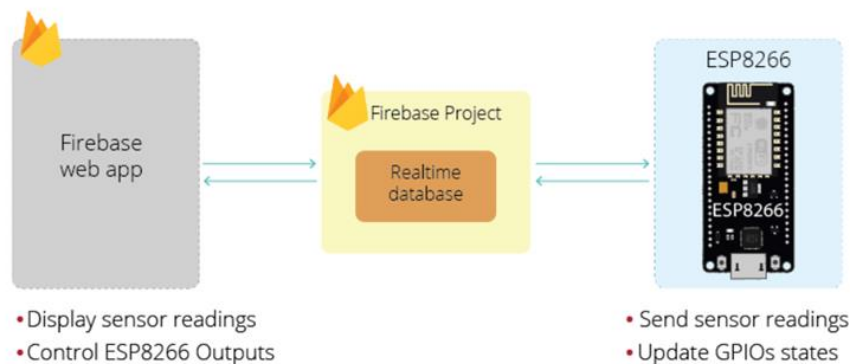 Firebase
web app
• Display sensor readings
• Control ESP8266 Outputs
Firebase Project
Realtime
database
ESP8266
ESP8266
• Send sensor readings
• Update GPIOs states